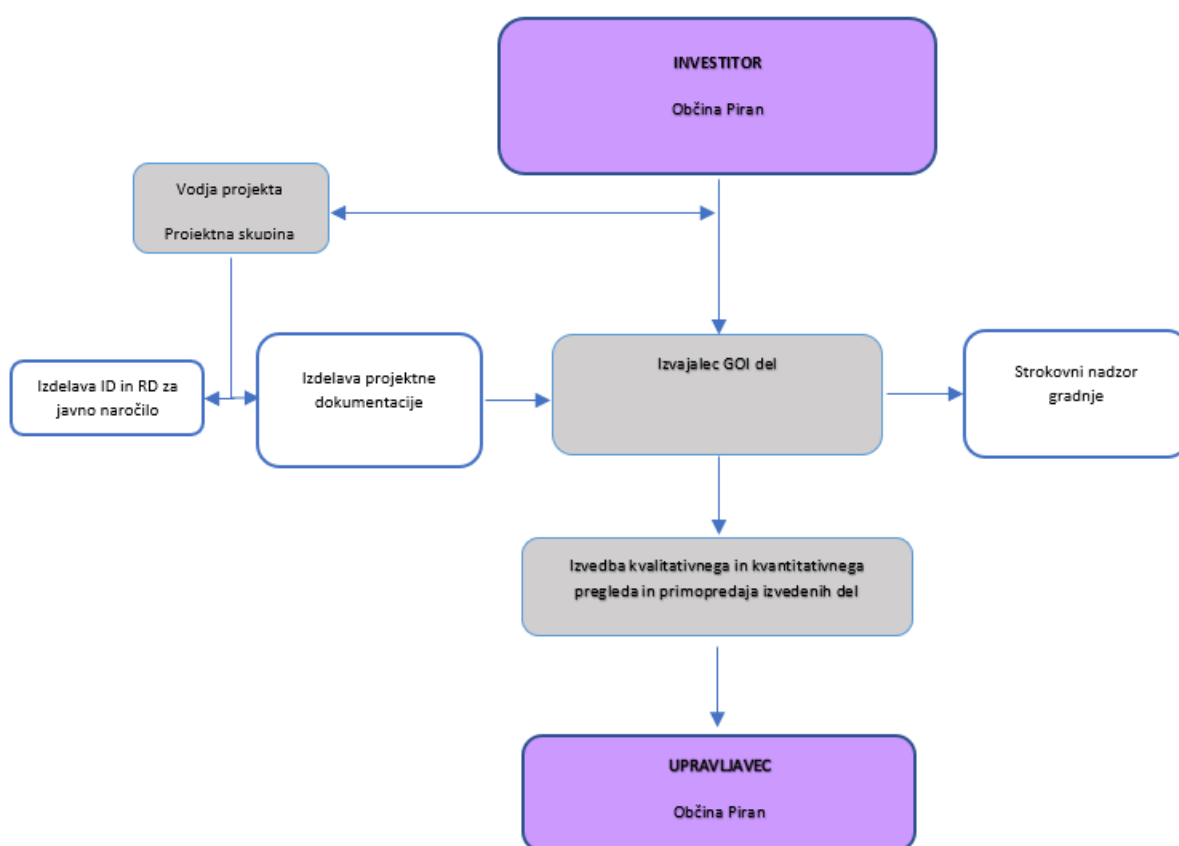 INVESTITOR
Občina Piran
Vodja projekta
Projektna skupina
Izdelava ID in RD za
javno naročilo
Izdelava projektne
dokumentacije
Izvajalec GOI del
Strokovni nadzor
gradnje
Izvedba kvalitativnega in kvantitativnega
pregleda in primopredaja izvedenih del
UPRAVLJAVEC
Občina Piran